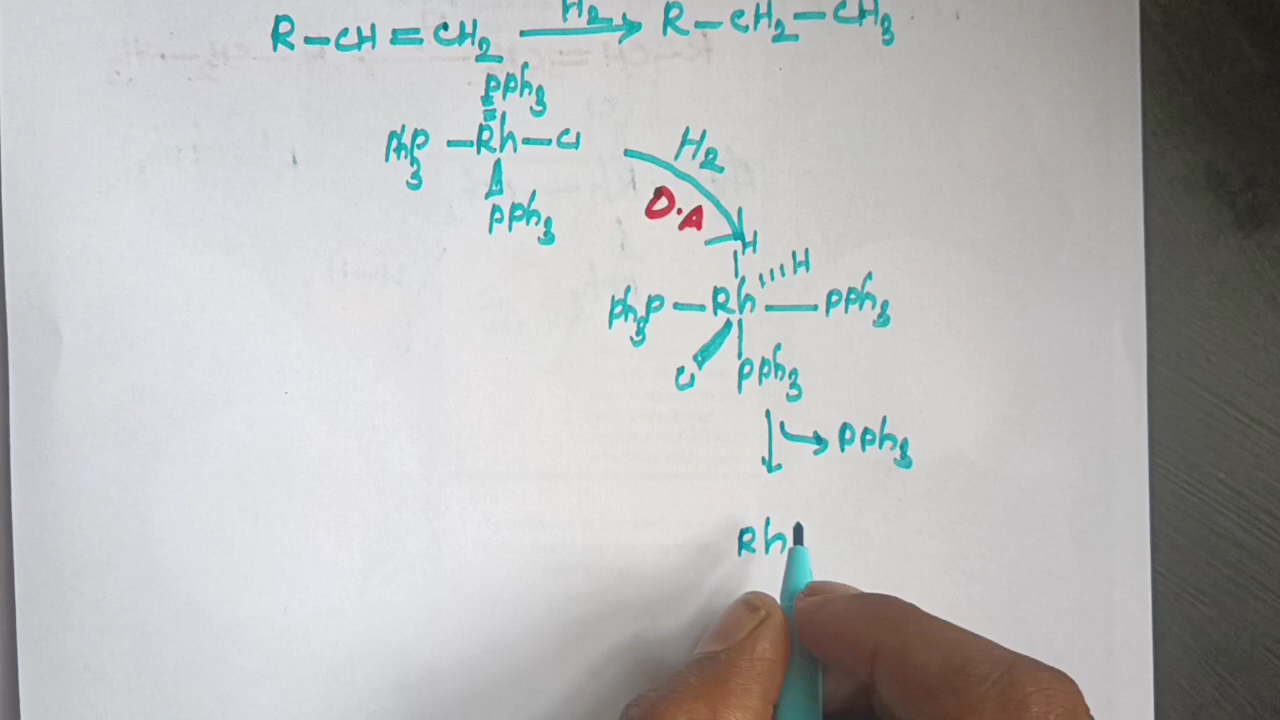 R-CH=CH2 H2→ R-CH2-CH3
PPh3
Ph3P-Rh-Cl
PPh3
H2
O.A
H
H
Ph3P-Rh-PPh3
Cl PPh3
PPh3
Rh